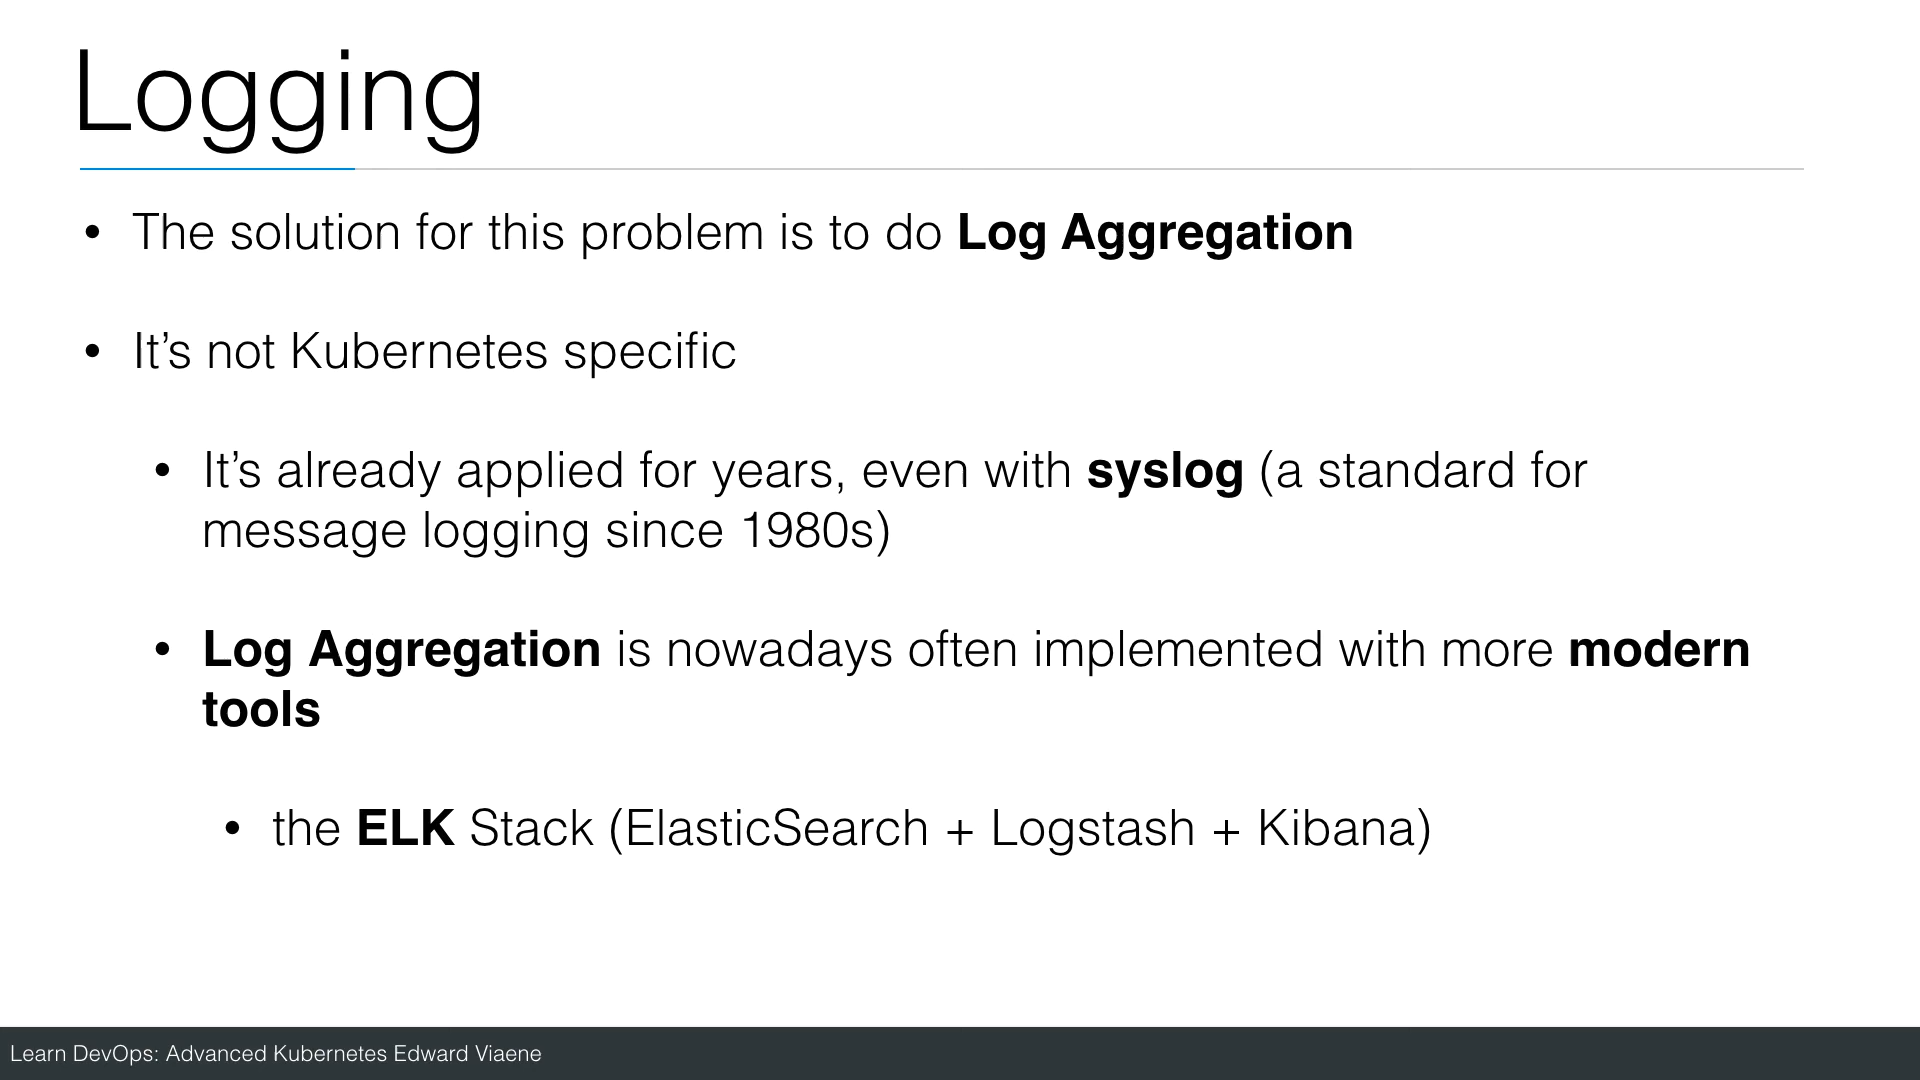 Logging
• The solution for this problem is to do Log Aggregation
• It’s not Kubernetes specific
• It’s already applied for years, even with syslog (a standard for
message logging since 1980s)
• Log Aggregation is nowadays often implemented with more modern
tools
• the ELK Stack (ElasticSearch + Logstash + Kibana)
Learn DevOps: Advanced Kubernetes Edward Viaene